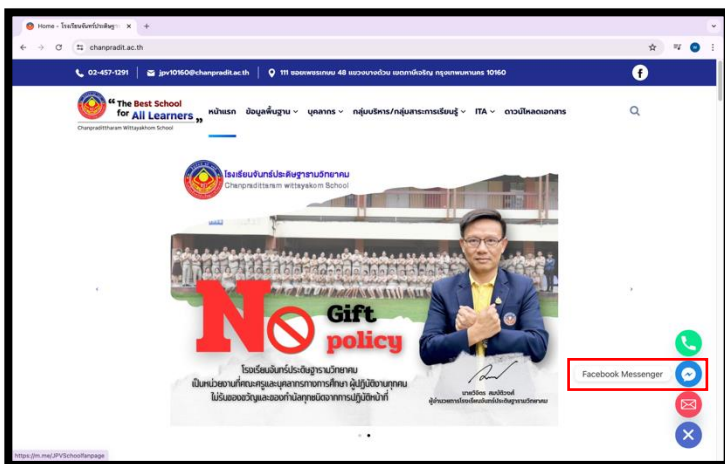 Home - โรงเรียนจันทร์ประดิษฐา
chanpradit.ac.th
02-457-1291
jpv10160@chanpradit.ac.th
111 ซอยเพชรเกษม 48 แขวงบางด้วน เขตภาษีเจริญ กรุงเทพมหานคร 10160
“ The Best School
for All Learners „
Chanpradittharam Wittayakhom School
หน้าแรก ข้อมูลพื้นฐาน บุคลากร กลุ่มบริหาร/กลุ่มสาระการเรียนรู้ ITA ดาวน์โหลดเอกสาร
โรงเรียนจันทร์ประดิษฐารามวิทยาคม
Chanpradittaram wittayakom School
No
Gift
policy
โรงเรียนจันทร์ประดิษฐารามวิทยาคม
เป็นหน่วยงานที่คณะครูและบุคลากรทางการศึกษา ผู้ปฏิบัติงานทุกคน
ไม่รับของขวัญและของกำนัลทุกชนิดจากการปฏิบัติหน้าที่
นายวิจิตร สมบัติวงศ์
ผู้อำนวยการโรงเรียนจันทร์ประดิษฐารามวิทยาคม
Facebook Messenger
https://m.me/JPVSchoolfanpage